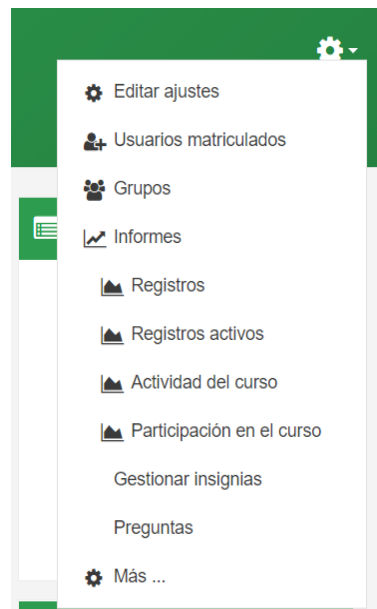 Editar ajustes
Usuarios matriculados
Grupos
Informes
Registros
Registros activos
Actividad del curso
Participación en el curso
Gestionar insignias
Preguntas
Más ...